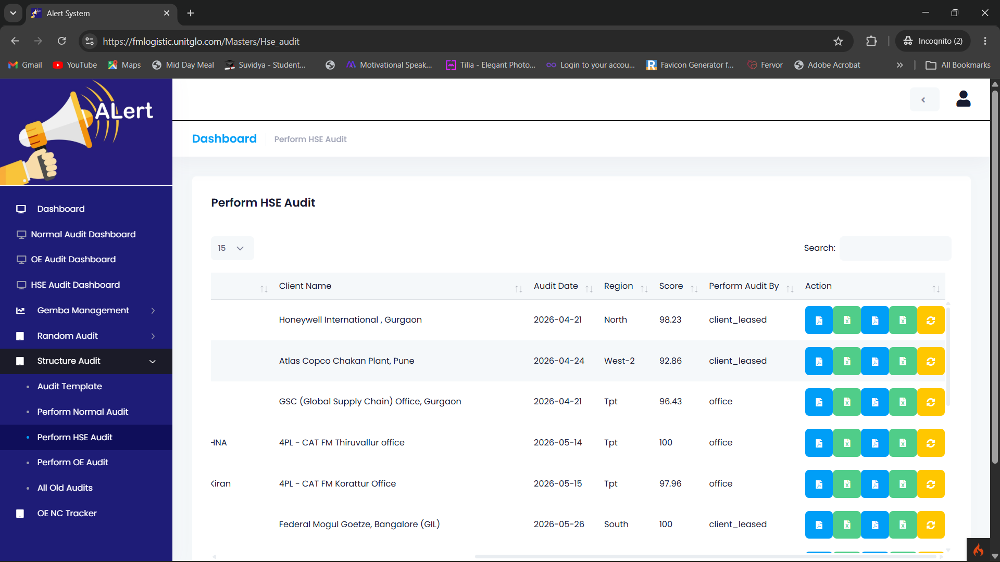 Alert System
https://fmlogistic.unitglo.com/Masters/Hse_audit
Incognito (2)
Gmail
YouTube
Maps
Mid Day Meal
Suvidya - Student...
Motivational Speak...
Tilia - Elegant Photo...
Login to your accou...
Favicon Generator f...
Fervor
Adobe Acrobat
All Bookmarks
ALert
Dashboard
Normal Audit Dashboard
OE Audit Dashboard
HSE Audit Dashboard
Gemba Management
Random Audit
Structure Audit
Audit Template
Perform Normal Audit
Perform HSE Audit
Perform OE Audit
All Old Audits
OE NC Tracker
Dashboard Perform HSE Audit
Perform HSE Audit
15
Search:
Client Name Audit Date Region Score Perform Audit By Action
Honeywell International , Gurgaon 2026-04-21 North 98.23 client_leased
Atlas Copco Chakan Plant, Pune 2026-04-24 West-2 92.86 client_leased
GSC (Global Supply Chain) Office, Gurgaon 2026-04-21 Tpt 96.43 office
HNA 4PL - CAT FM Thiruvallur office 2026-05-14 Tpt 100 office
Kiran 4PL - CAT FM Korattur Office 2026-05-15 Tpt 97.96 office
Federal Mogul Goetze, Bangalore (GIL) 2026-05-26 South 100 client_leased